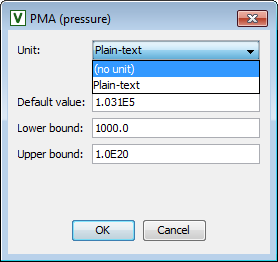 V PMA (pressure)
Unit: Plain-text
(no unit)
Plain-text
Default value: 1.031E5
Lower bound: 1000.0
Upper bound: 1.0E20
OK Cancel